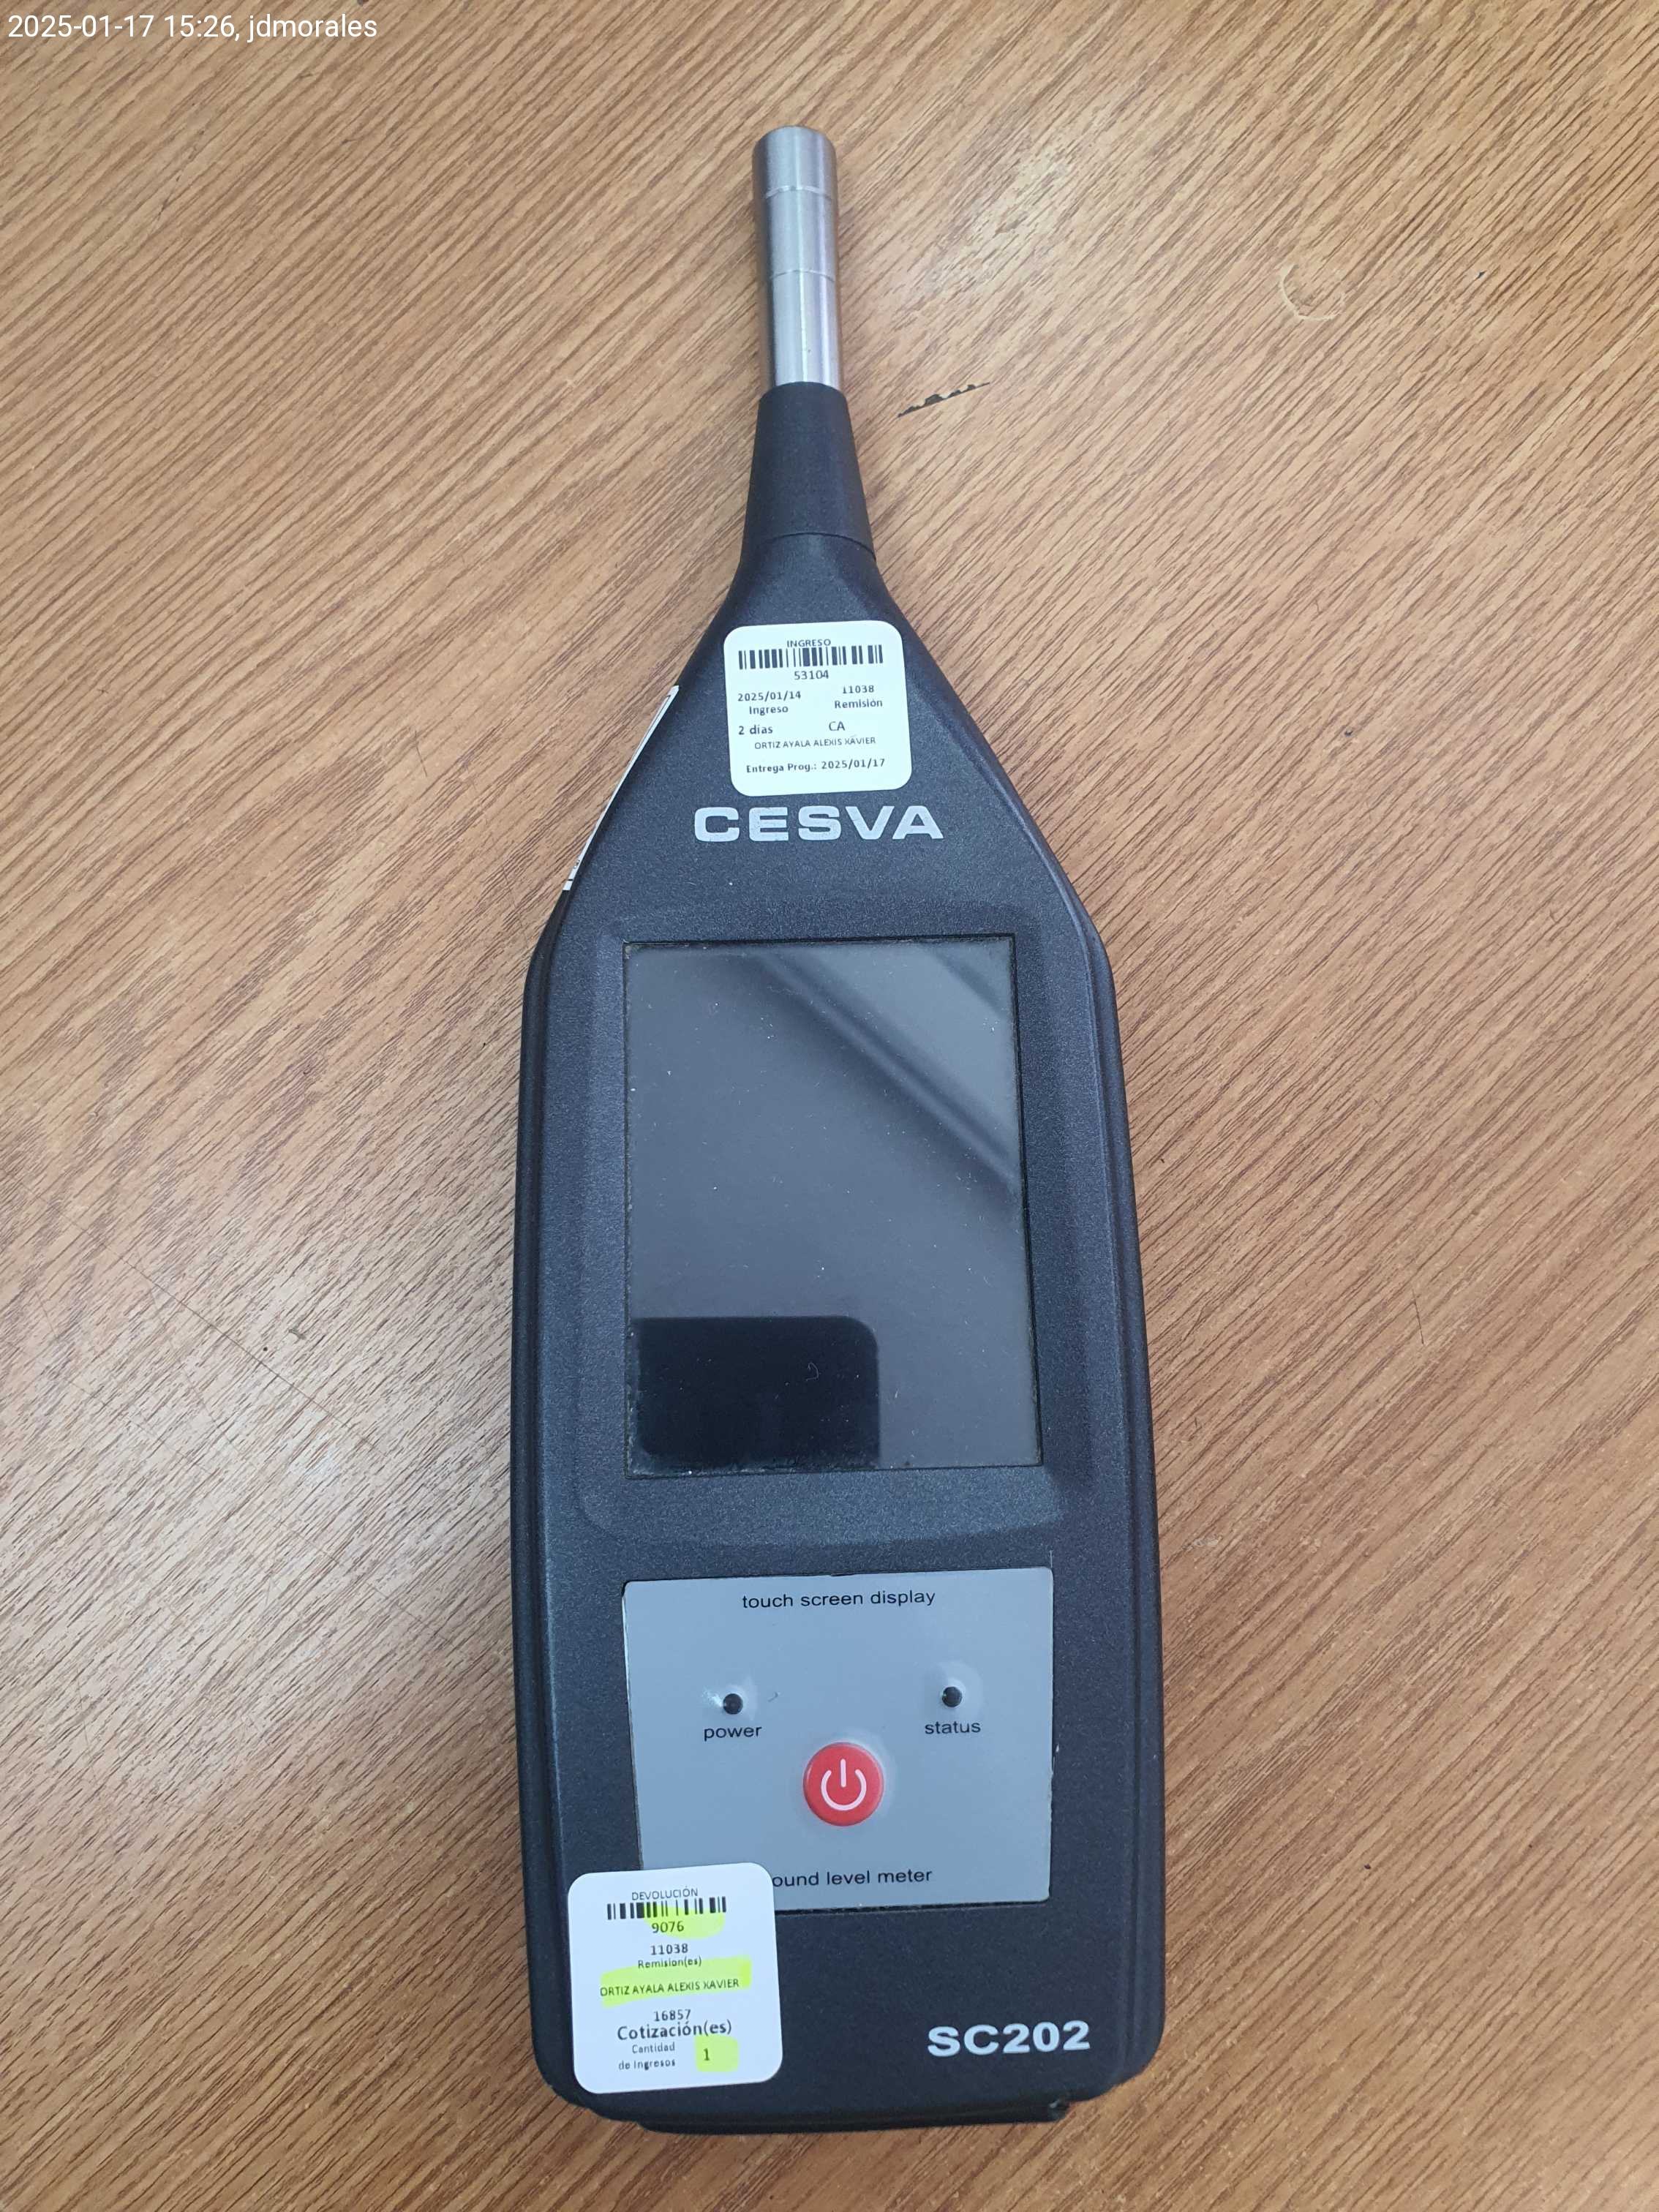 2025-01-17 15:26, jdmorales
INGRESO
53104
2025/01/14 11038
Ingreso Remisión
2 días CA
ORTIZ AYALA ALEXIS XAVIER
Entrega Prog.: 2025/01/17
CESVA
touch screen display
power status
ound level meter
DEVOLUCIÓN
9076
11038
Remision(es)
ORTIZ AYALA ALEXIS XAVIER
16857
Cotización(es)
Cantidad
de Ingresos 1
SC202